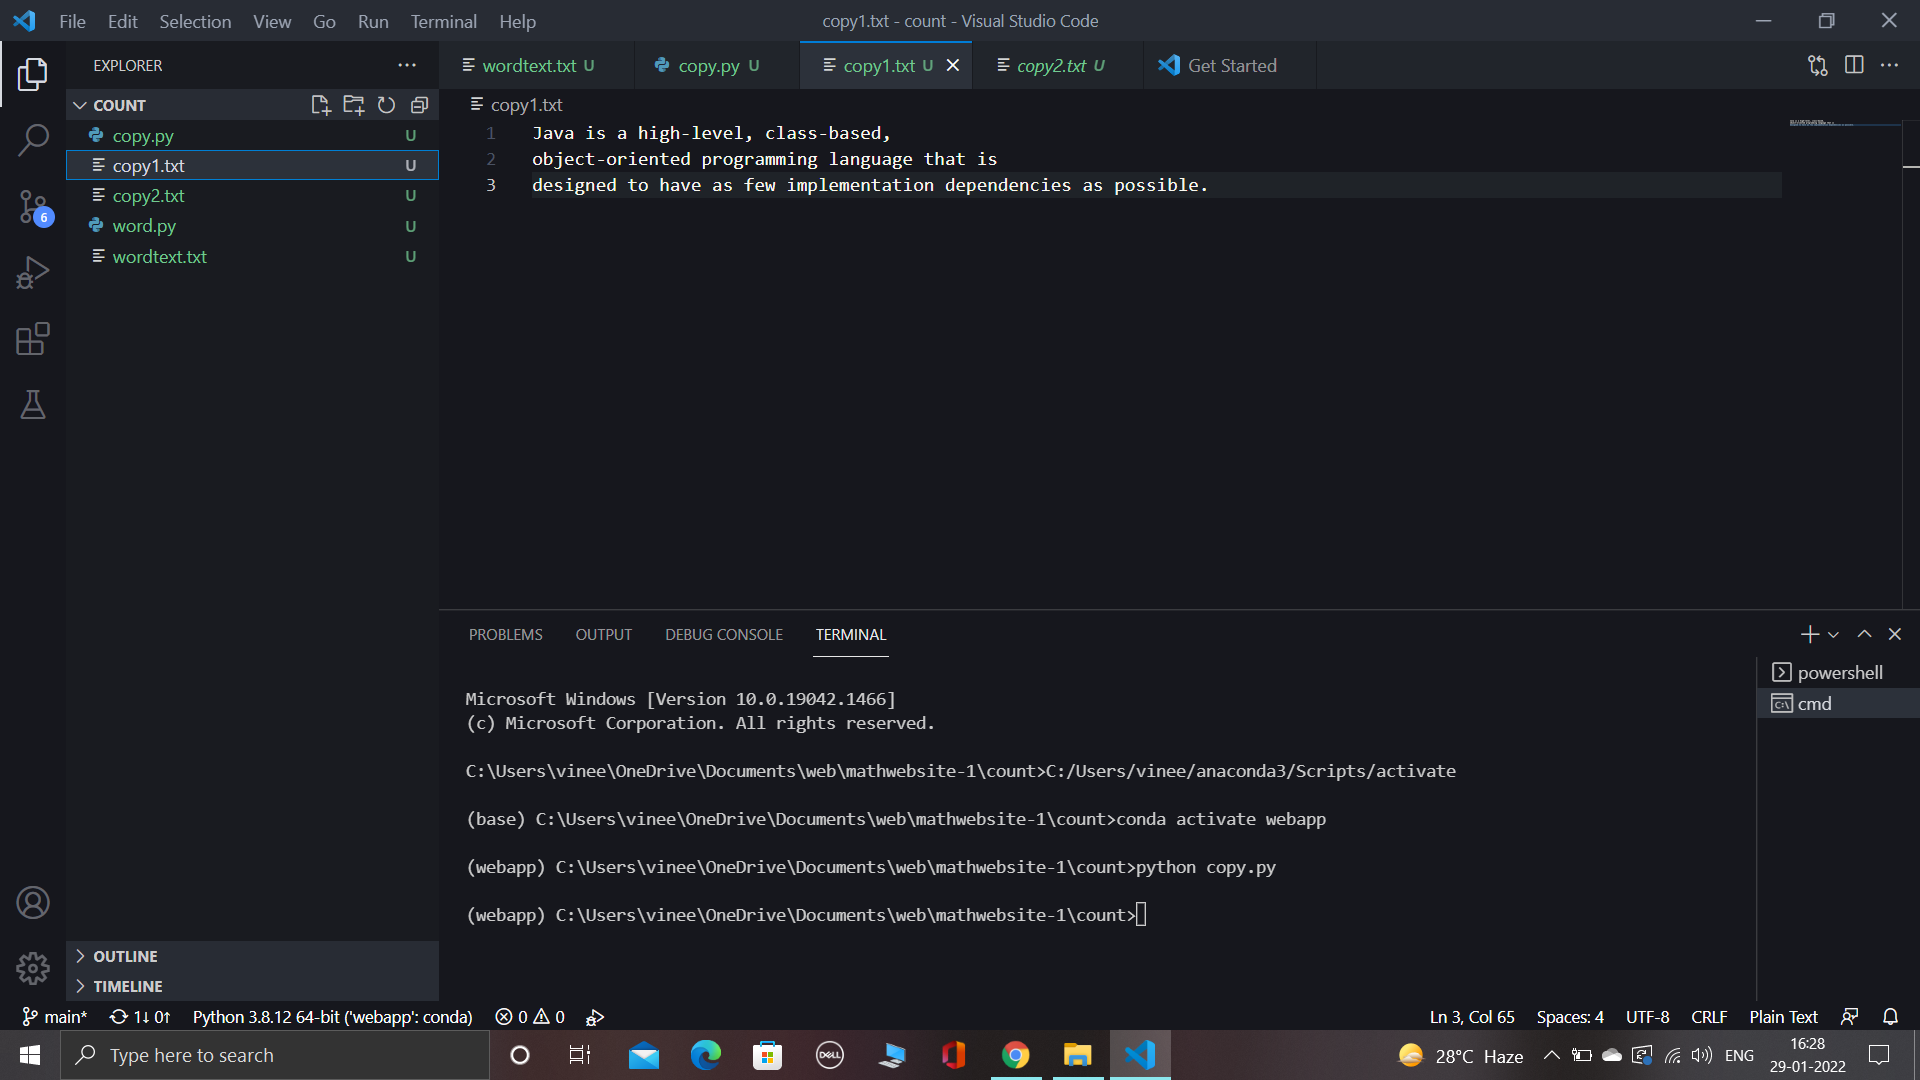 File Edit Selection View Go Run Terminal Help
copy1.txt - count - Visual Studio Code
EXPLORER
COUNT
copy.py U
copy1.txt U
copy2.txt U
word.py U
wordtext.txt U
6
OUTLINE
TIMELINE
wordtext.txt U copy.py U copy1.txt U copy2.txt U Get Started
copy1.txt
1 Java is a high-level, class-based,
2 object-oriented programming language that is
3 designed to have as few implementation dependencies as possible.
PROBLEMS OUTPUT DEBUG CONSOLE TERMINAL
powershell
cmd
Microsoft Windows [Version 10.0.19042.1466]
(c) Microsoft Corporation. All rights reserved.
C:\Users\vinee\OneDrive\Documents\web\mathwebsite-1\count>C:/Users/vinee/anaconda3/Scripts/activate
(base) C:\Users\vinee\OneDrive\Documents\web\mathwebsite-1\count>conda activate webapp
(webapp) C:\Users\vinee\OneDrive\Documents\web\mathwebsite-1\count>python copy.py
(webapp) C:\Users\vinee\OneDrive\Documents\web\mathwebsite-1\count>
main* 1↓ 0↑ Python 3.8.12 64-bit ('webapp': conda) 0 0 Ln 3, Col 65 Spaces: 4 UTF-8 CRLF Plain Text
Type here to search
DELL
28°C Haze ENG
16:28
29-01-2022